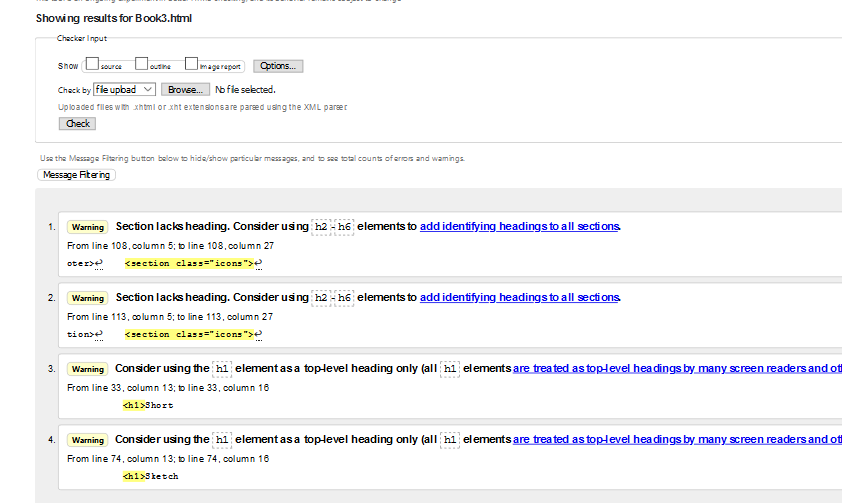 Showing results for Book3.html
Checker Input
Show source outline image report Options...
Check by file upload Browse... No file selected.
Uploaded files with .xhtml or .xht extensions are parsed using the XML parser.
Check
Use the Message Filtering button below to hide/show particular messages, and to see total counts of errors and warnings.
Message Filtering
1. Warning Section lacks heading. Consider using h2-h6 elements to add identifying headings to all sections.
From line 108, column 5; to line 108, column 27
oter>↩ <section class="icons">↩
2. Warning Section lacks heading. Consider using h2-h6 elements to add identifying headings to all sections.
From line 113, column 5; to line 113, column 27
tion>↩ <section class="icons">↩
3. Warning Consider using the h1 element as a top-level heading only (all h1 elements are treated as top-level headings by many screen readers and ot
From line 33, column 13; to line 33, column 16
<h1>Short
4. Warning Consider using the h1 element as a top-level heading only (all h1 elements are treated as top-level headings by many screen readers and ot
From line 74, column 13; to line 74, column 16
<h1>Sketch